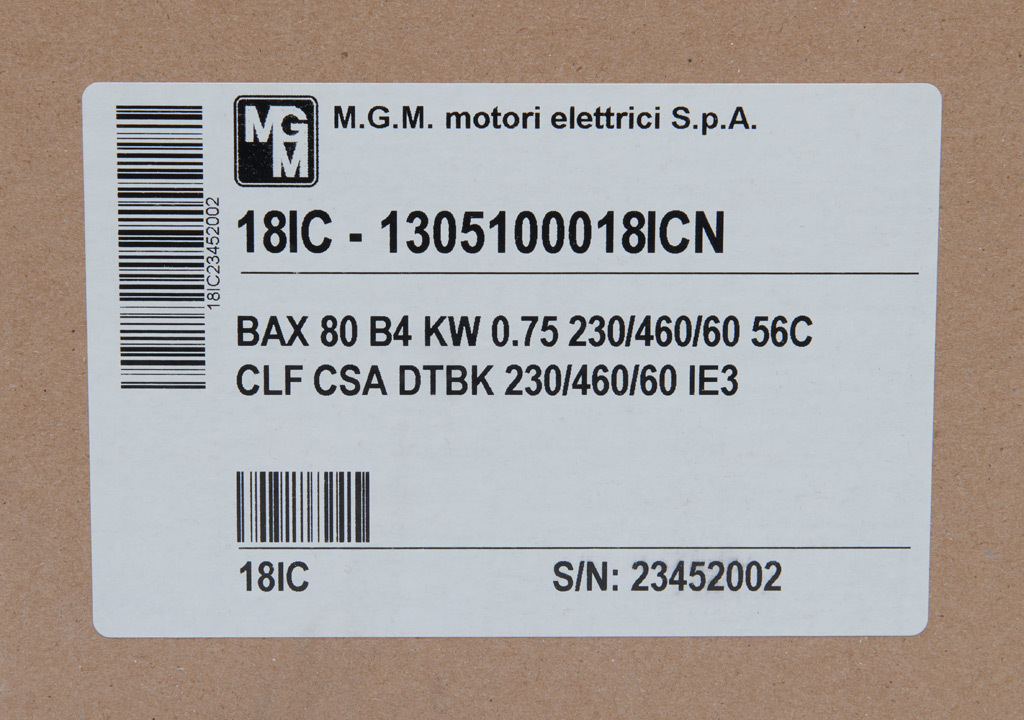 18IC23452002
MGM
M.G.M. motori elettrici S.p.A.
18IC - 1305100018ICN
BAX 80 B4 KW 0.75 230/460/60 56C
CLF CSA DTBK 230/460/60 IE3
18IC S/N: 23452002